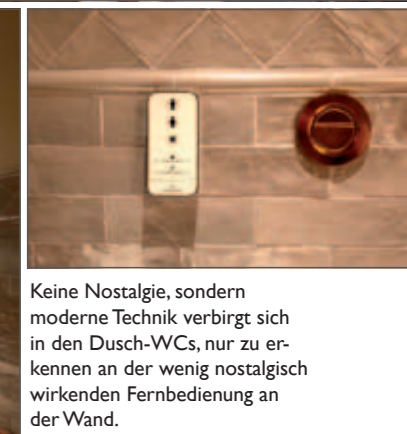 Keine Nostalgie, sondern
moderne Technik verbirgt sich
in den Dusch-WCs, nur zu er-
kennen an der wenig nostalgisch
wirkenden Fernbedienung an
der Wand.